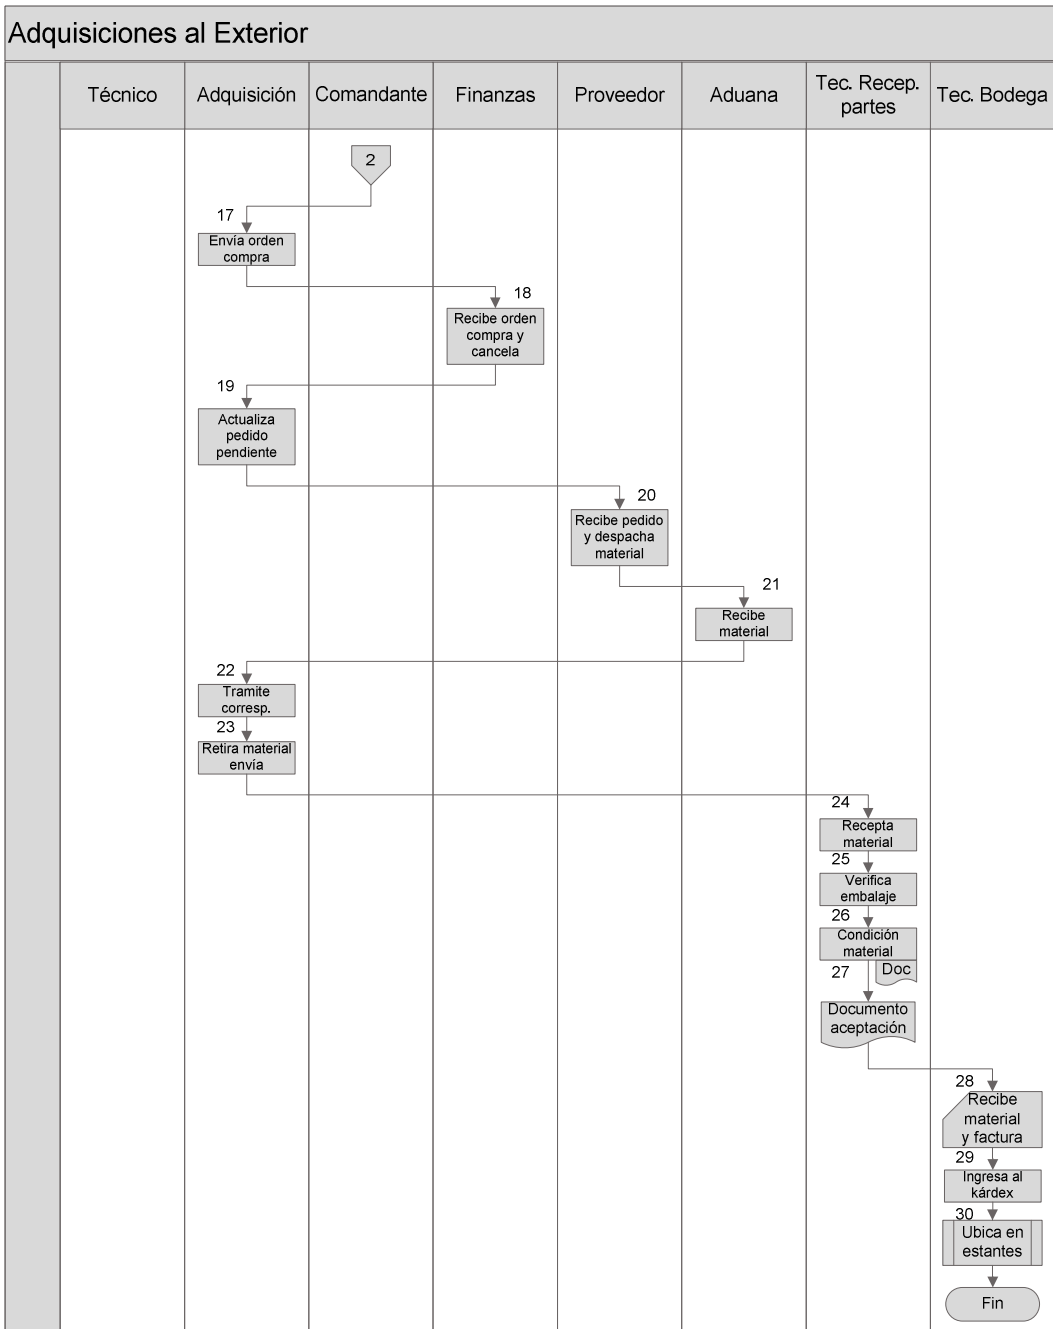 Adquisiciones al Exterior
Técnico
Adquisición
Comandante
Finanzas
Proveedor
Aduana
Tec. Recep.
partes
Tec. Bodega
2
17
Envía orden
compra
18
Recibe orden
compra y
cancela
19
Actualiza
pedido
pendiente
20
Recibe pedido
y despacha
material
21
Recibe
material
22
Tramite
corresp.
23
Retira material
envía
24
Recepta
material
25
Verifica
embalaje
26
Condición
material
Doc
27
Documento
aceptación
28
Recibe
material
y factura
29
Ingresa al
kárdex
30
Ubica en
estantes
Fin